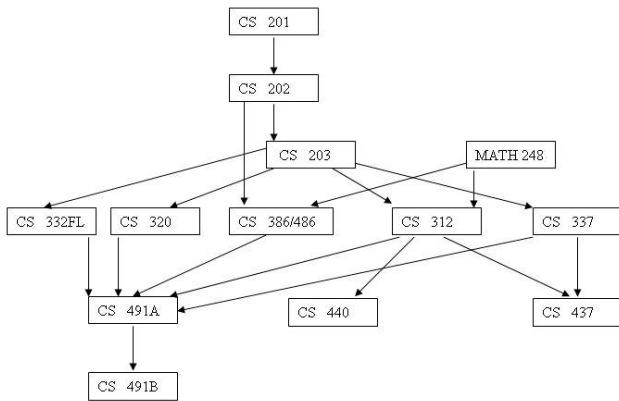 CS 201
CS 202
CS 203
MATH 248
CS 332FL
CS 320
CS 386/486
CS 312
CS 337
CS 491A
CS 440
CS 437
CS 491B